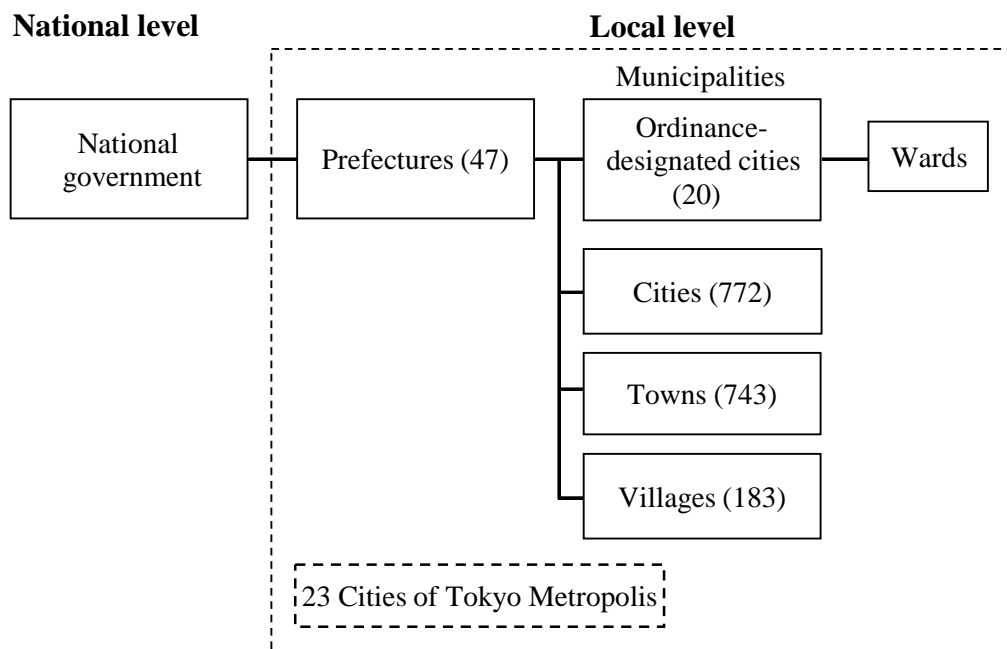 National level
Local level
Municipalities
National
government
Prefectures (47)
Ordinance-
designated cities
(20)
Wards
Cities (772)
Towns (743)
Villages (183)
23 Cities of Tokyo Metropolis